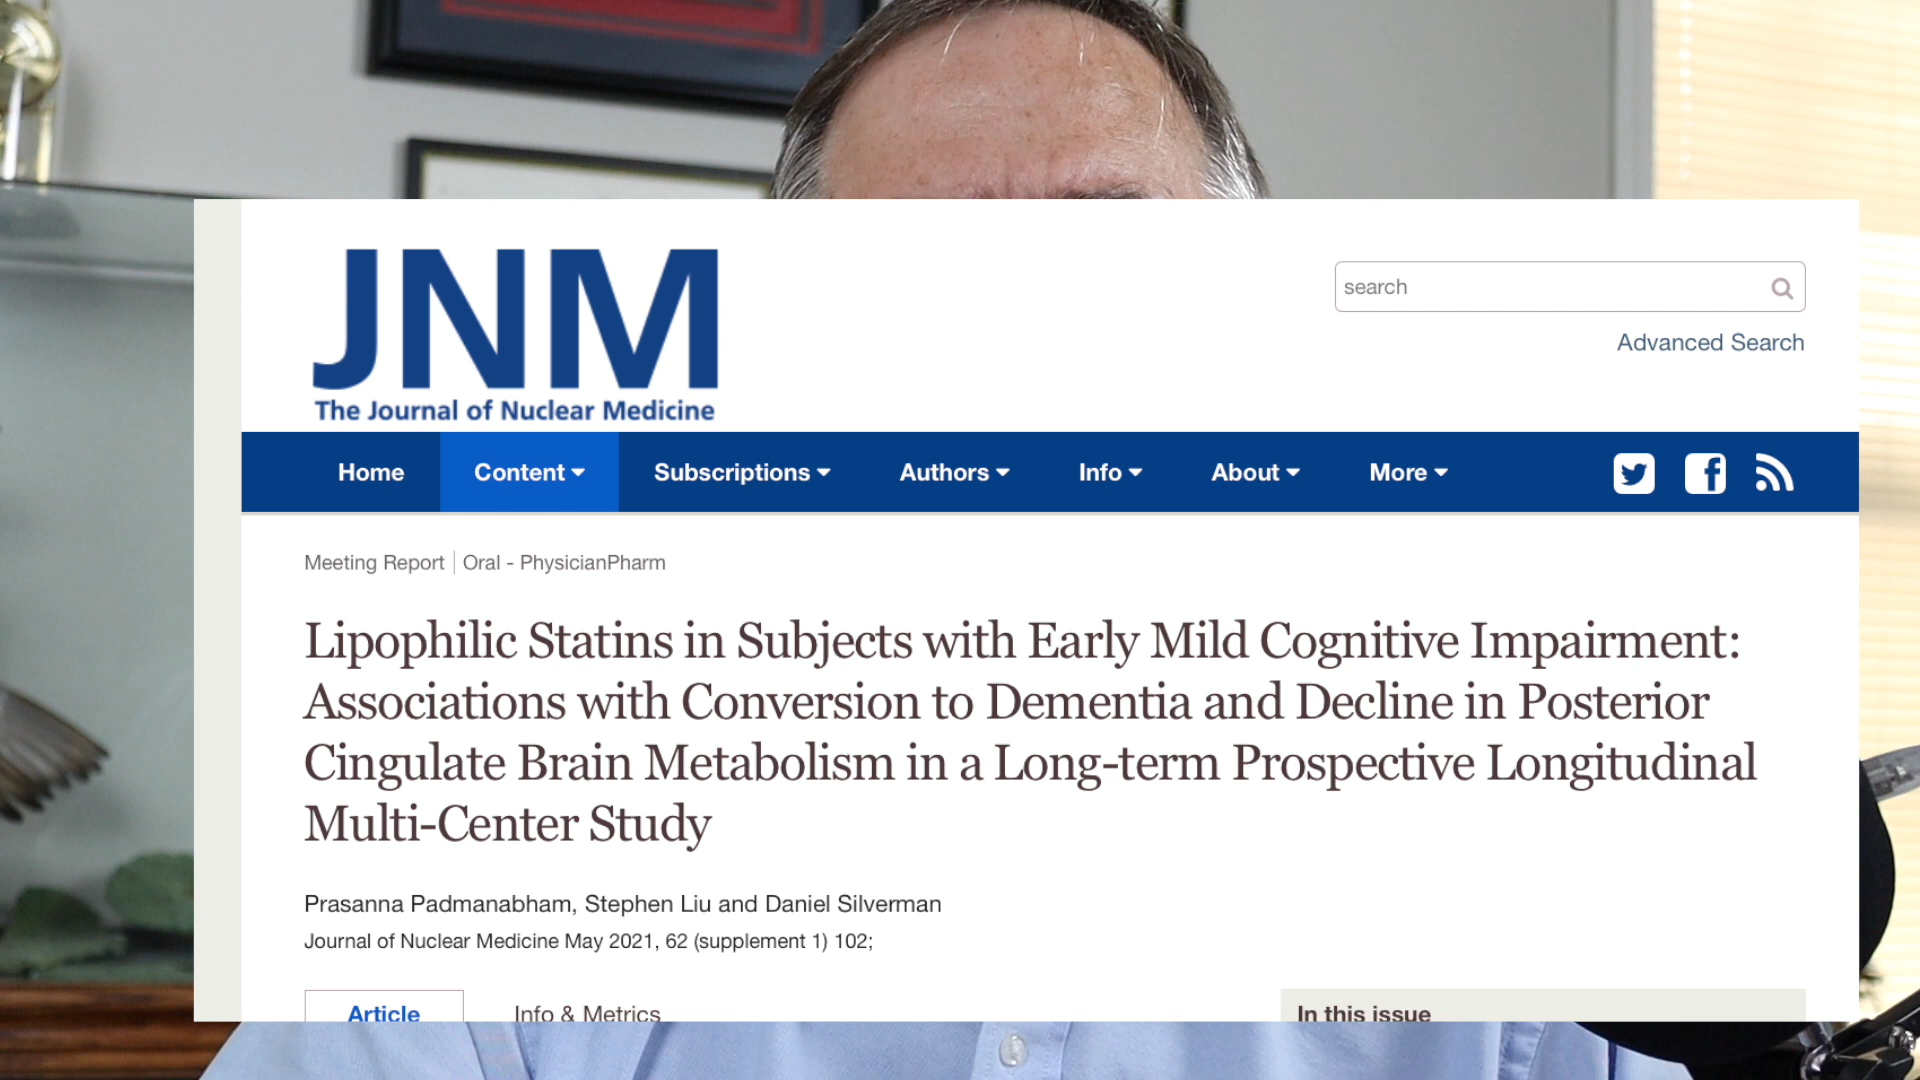 JNM
The Journal of Nuclear Medicine
search
Advanced Search
Home Content Subscriptions Authors Info About More
Meeting Report | Oral - PhysicianPharm
Lipophilic Statins in Subjects with Early Mild Cognitive Impairment:
Associations with Conversion to Dementia and Decline in Posterior
Cingulate Brain Metabolism in a Long-term Prospective Longitudinal
Multi-Center Study
Prasanna Padmanabham, Stephen Liu and Daniel Silverman
Journal of Nuclear Medicine May 2021, 62 (supplement 1) 102;
Article Info & Metrics
In this issue